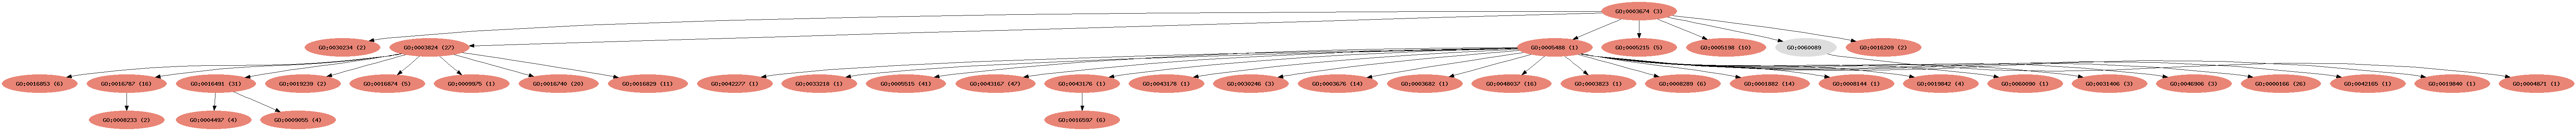 GO;0003674 (3)
GO;0030234 (2)
GO;0003824 (27)
GO;0005488 (1)
GO;0005215 (5)
GO;0005198 (10)
GO;0060089
GO;0016209 (2)
GO;0016853 (6)
GO;0016787 (16)
GO;0016491 (31)
GO;0019239 (2)
GO;0016874 (5)
GO;0009975 (1)
GO;0016740 (20)
GO;0016829 (11)
GO;0042277 (1)
GO;0033218 (1)
GO;0005515 (41)
GO;0043167 (47)
GO;0043176 (1)
GO;0043178 (1)
GO;0030246 (3)
GO;0003676 (14)
GO;0003682 (1)
GO;0048037 (16)
GO;0003823 (1)
GO;0008289 (6)
GO;0001882 (14)
GO;0008144 (1)
GO;0019842 (4)
GO;0060090 (1)
GO;0031406 (3)
GO;0046906 (3)
GO;0000166 (26)
GO;0042165 (1)
GO;0019840 (1)
GO;0004871 (1)
GO;0008233 (2)
GO;0004497 (4)
GO;0009055 (4)
GO;0016597 (6)